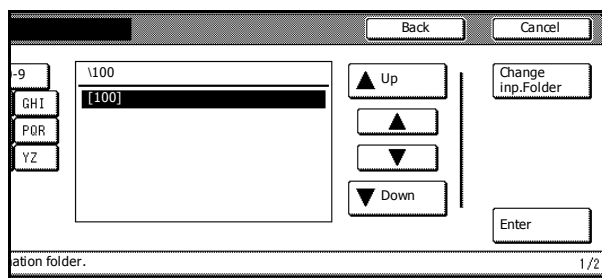 Back
Cancel
-9
GHI
PQR
YZ
\100
[100]
Up
Down
Change
inp.Folder
Enter
ation folder.
1/2